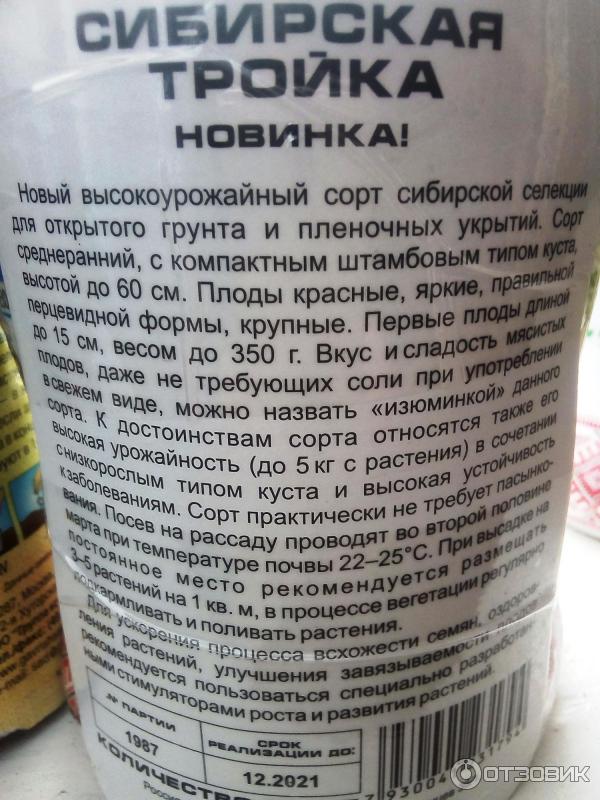 СИБИРСКАЯ
ТРОЙКА
НОВИНКА!
Новый высокоурожайный сорт сибирской селекции
для открытого грунта и пленочных укрытий. Сорт
среднеранний, с компактным штамбовым типом куста,
высотой до 60 см. Плоды красные, яркие, правильной
перцевидной формы, крупные. Первые плоды длиной
до 15 см, весом до 350 г. Вкус и сладость мясистых
плодов, даже не требующих соли при употреблении
в свежем виде, можно назвать «изюминкой» данного
сорта. К достоинствам сорта относятся также его
высокая урожайность (до 5 кг с растения) в сочетании
с низкорослым типом куста и высокая устойчивость
к заболеваниям. Сорт практически не требует пасынко-
вания. Посев на рассаду проводят во второй половине
марта при температуре почвы 22–25°С. При высадке на
постоянное место рекомендуется размещать
3–5 растений на 1 кв. м, в процессе вегетации регулярно
подкармливать и поливать растения.
Для ускорения процесса всхожести семян, оздоров-
ления растений, улучшения завязываемости плодов
рекомендуется пользоваться специально разработан-
ными стимуляторами роста и развития растений.
№ ПАРТИИ
СРОК
РЕАЛИЗАЦИИ ДО:
1987
12.2021
КОЛИЧЕСТВО
ОТЗОВИК